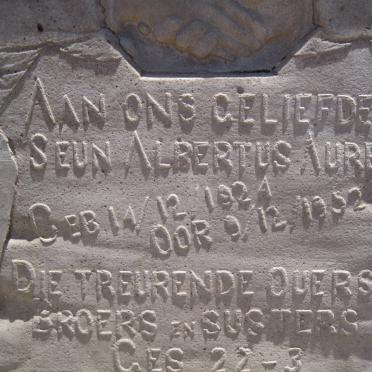 AAN ONS GELIEFDE
SEUN ALBERTUS AURE
GEB 14.12.1924
OOR 9.12.1932
DIE TREURENDE OUERS
BROERS EN SUSTERS
GES 22-3